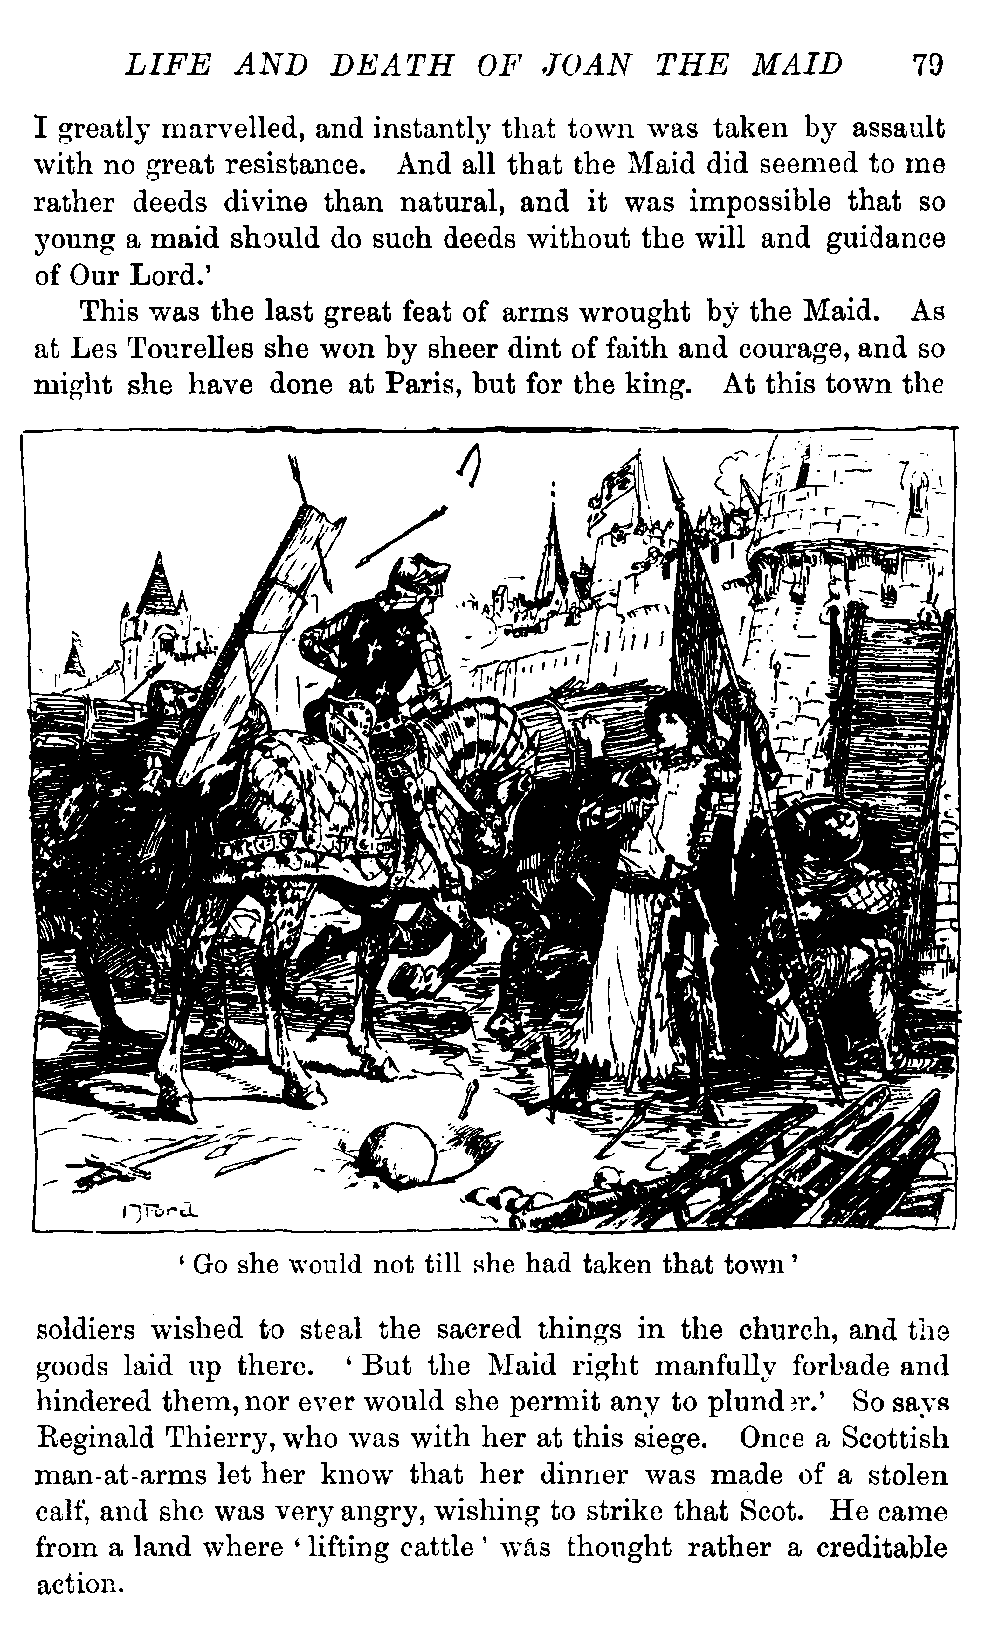 LIFE AND DEATH OF JOAN THE MAID 79
I greatly marvelled, and instantly that town was taken by assault
with no great resistance. And all that the Maid did seemed to me
rather deeds divine than natural, and it was impossible that so
young a maid should do such deeds without the will and guidance
of Our Lord.’
This was the last great feat of arms wrought by the Maid. As
at Les Tourelles she won by sheer dint of faith and courage, and so
might she have done at Paris, but for the king. At this town the
HJFord
‘ Go she would not till she had taken that town ’
soldiers wished to steal the sacred things in the church, and the
goods laid up there. ‘ But the Maid right manfully forbade and
hindered them, nor ever would she permit any to plunder.’ So says
Reginald Thierry, who was with her at this siege. Once a Scottish
man-at-arms let her know that her dinner was made of a stolen
calf, and she was very angry, wishing to strike that Scot. He came
from a land where ‘ lifting cattle ’ was thought rather a creditable
action.